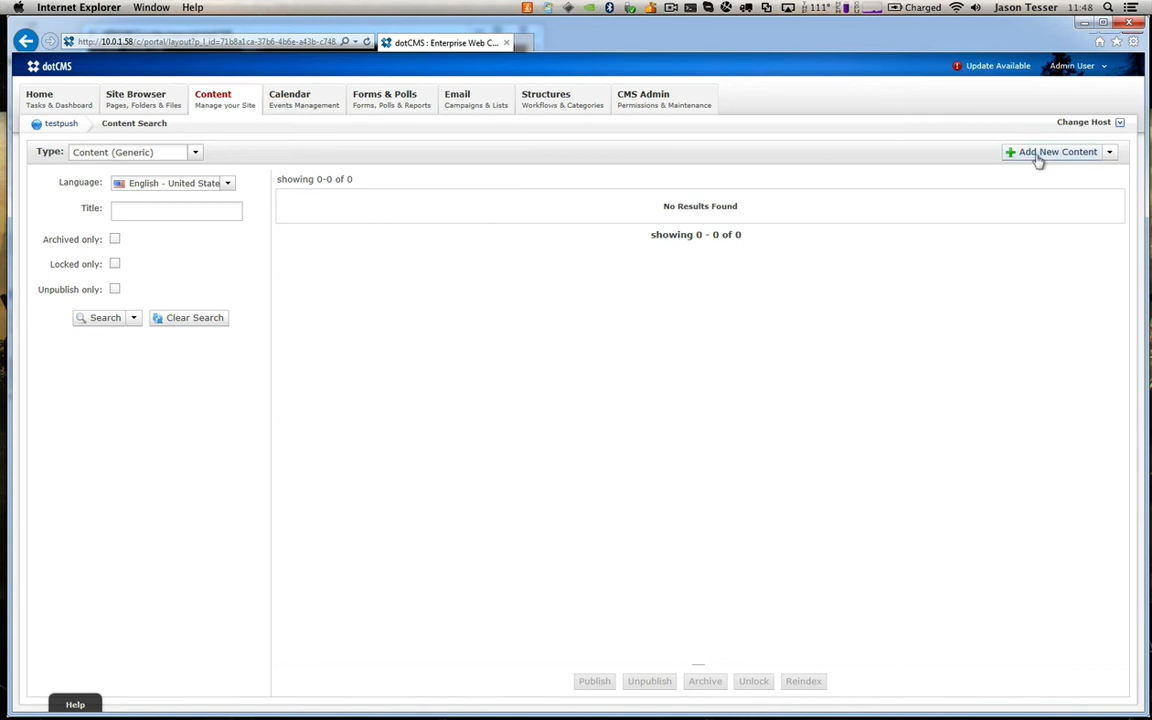 Internet Explorer Window Help
111° Charged Jason Tesser 11:48
http://10.0.1.58/c/portal/layout?p_l_id=71b8a1ca-37b6-4b6e-a43b-c748
dotCMS : Enterprise Web C...
dotCMS
Update Available Admin User
Home Site Browser Content Calendar Forms & Polls Email Structures CMS Admin
Tasks & Dashboard Pages, Folders & Files Manage your Site Events Management Forms, Polls & Reports Campaigns & Lists Workflows & Categories Permissions & Maintenance
testpush Content Search Change Host
Type: Content (Generic) Add New Content
Language: English - United State
showing 0-0 of 0
Title:
No Results Found
showing 0 - 0 of 0
Archived only:
Locked only:
Unpublish only:
Search Clear Search
Publish Unpublish Archive Unlock Reindex
Help